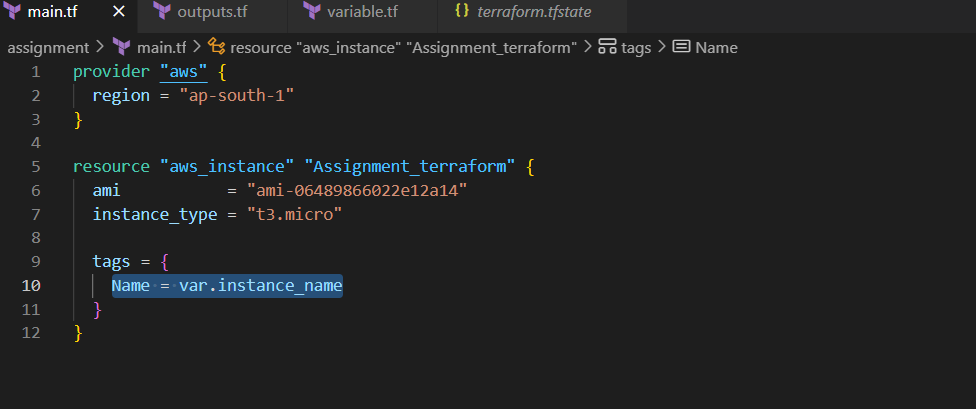 main.tf × outputs.tf variable.tf {} terraform.tfstate
assignment > main.tf > resource "aws_instance" "Assignment_terraform" > tags > Name
1 provider "aws" {
2 region = "ap-south-1"
3 }
4
5 resource "aws_instance" "Assignment_terraform" {
6 ami = "ami-06489866022e12a14"
7 instance_type = "t3.micro"
8
9 tags = {
10 Name = var.instance_name
11 }
12 }